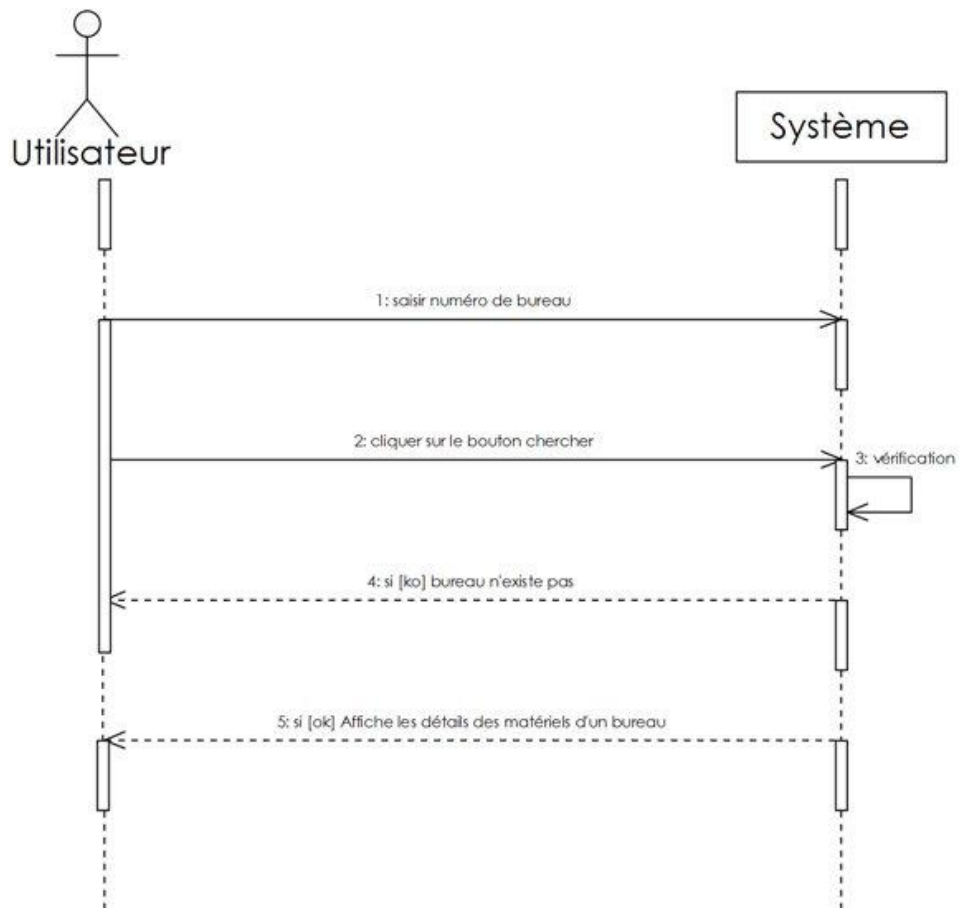 Utilisateur
Système
1: saisir numéro de bureau
2: cliquer sur le bouton chercher
3: vérification
4: si [ko] bureau n'existe pas
5: si [ok] Affiche les détails des matériels d'un bureau